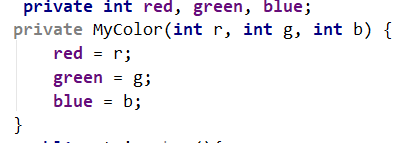 private int red, green, blue;
private MyColor(int r, int g, int b) {
red = r;
green = g;
blue = b;
}